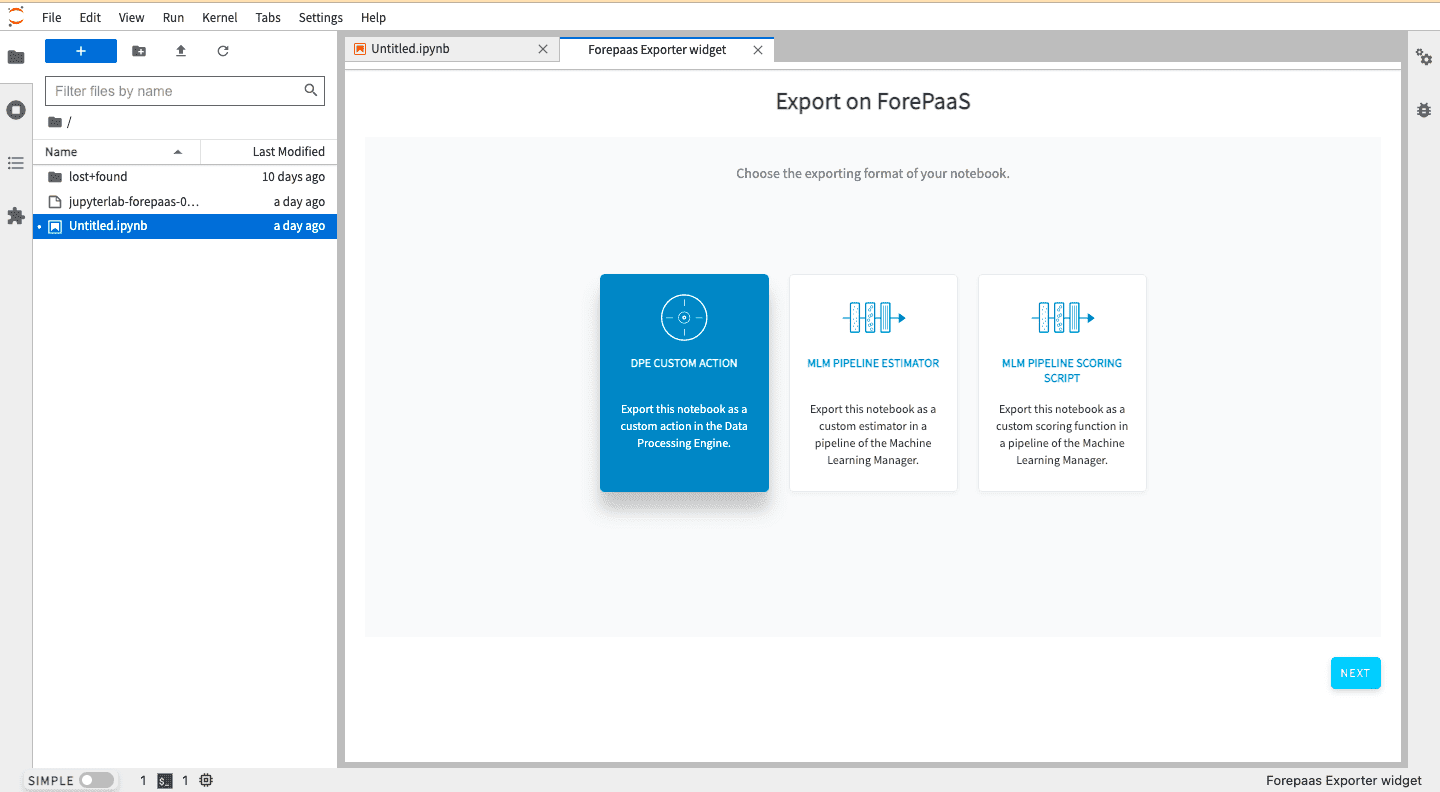 File Edit View Run Kernel Tabs Settings Help
+
Filter files by name
/
Name Last Modified
lost+found 10 days ago
jupyterlab-forepaas-0... a day ago
Untitled.ipynb a day ago
Untitled.ipynb
Forepaas Exporter widget
Export on ForePaaS
Choose the exporting format of your notebook.
DPE CUSTOM ACTION
Export this notebook as a
custom action in the Data
Processing Engine.
MLM PIPELINE ESTIMATOR
Export this notebook as a
custom estimator in a
pipeline of the Machine
Learning Manager.
MLM PIPELINE SCORING
SCRIPT
Export this notebook as a
custom scoring function in
a pipeline of the Machine
Learning Manager.
NEXT
SIMPLE 1 $_ 1 Forepaas Exporter widget